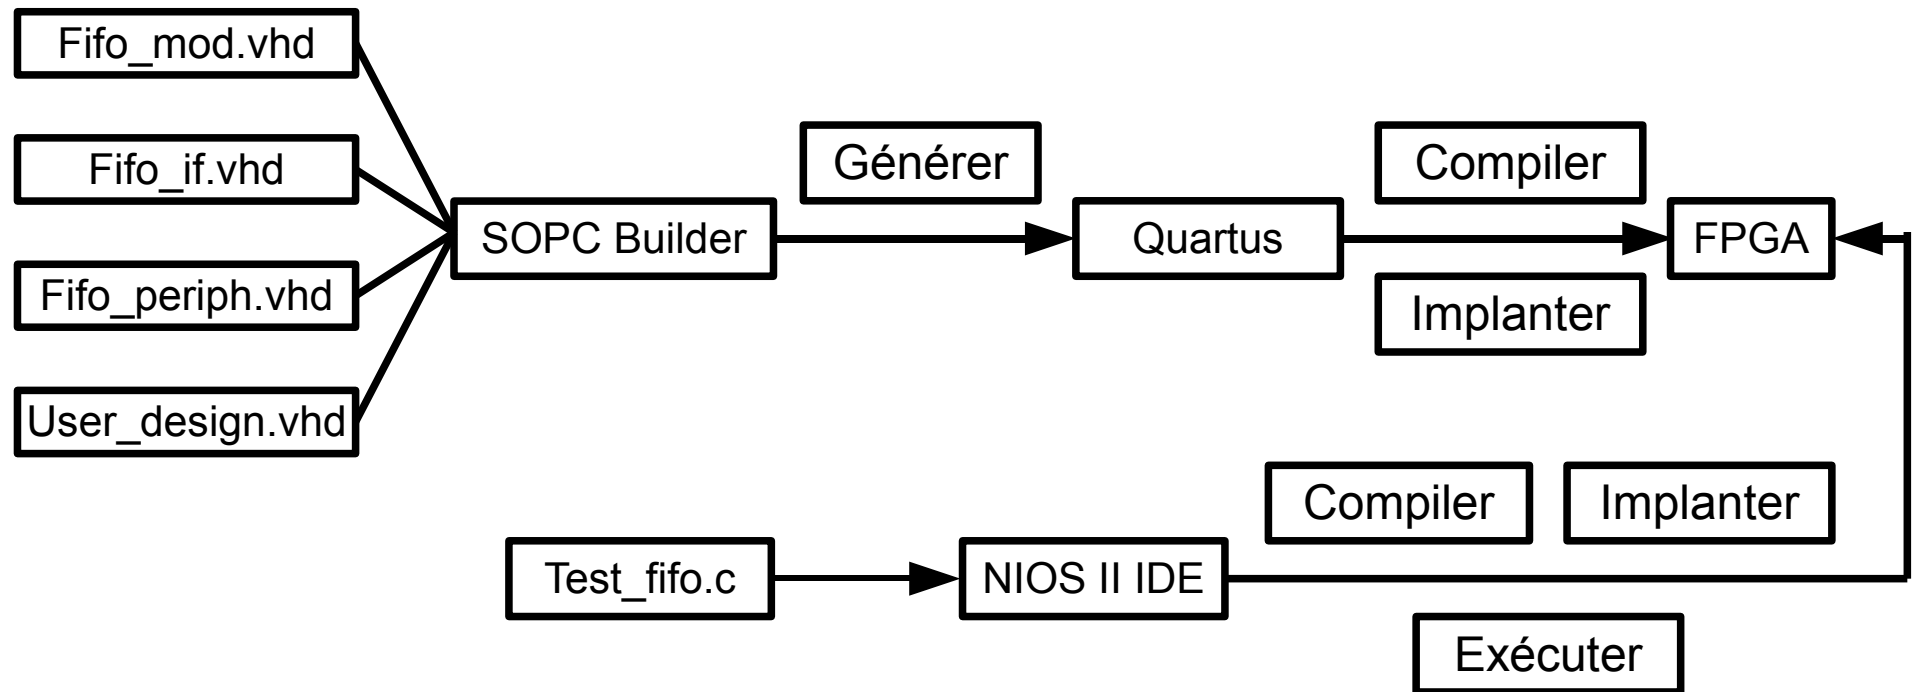 Fifo_mod.vhd
Fifo_if.vhd
Fifo_periph.vhd
User_design.vhd
SOPC Builder
Générer
Quartus
Compiler
Implanter
FPGA
Test_fifo.c
NIOS II IDE
Compiler
Implanter
Exécuter